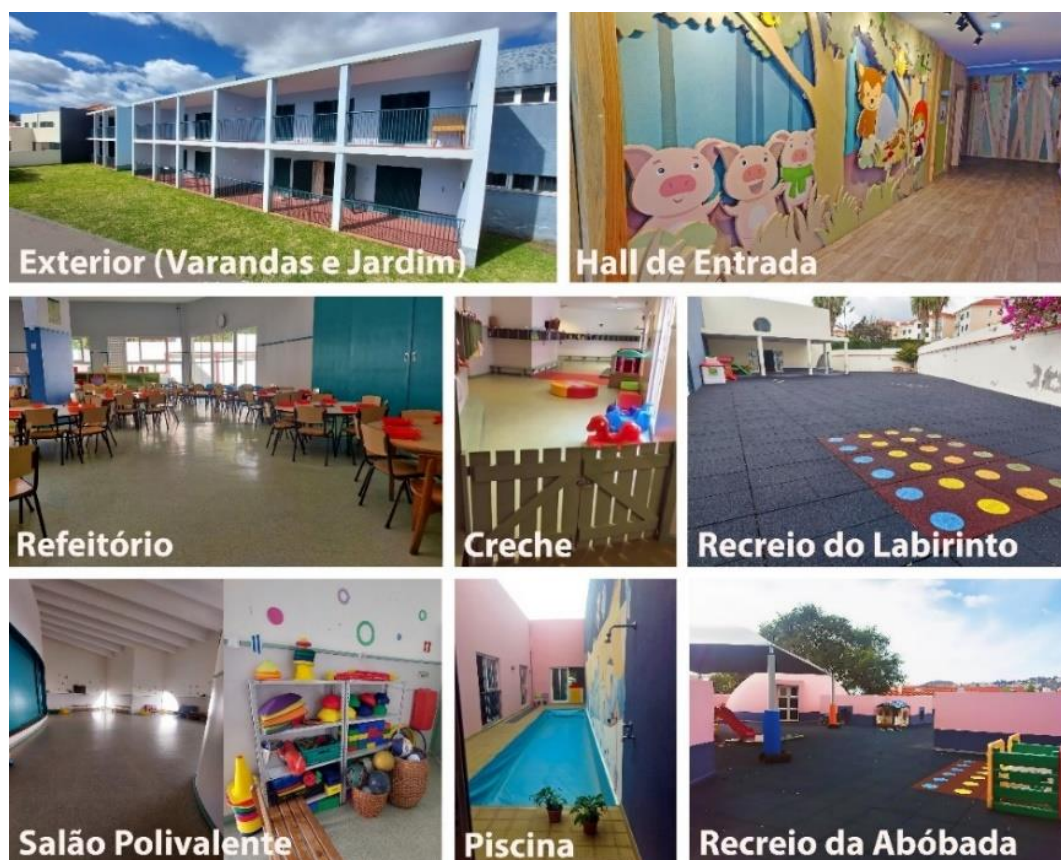 Exterior (Varandas e Jardim)
Hall de Entrada
Refeitório
Creche
Recreio do Labirinto
Salão Polivalente
Piscina
Recreio da Abóbada